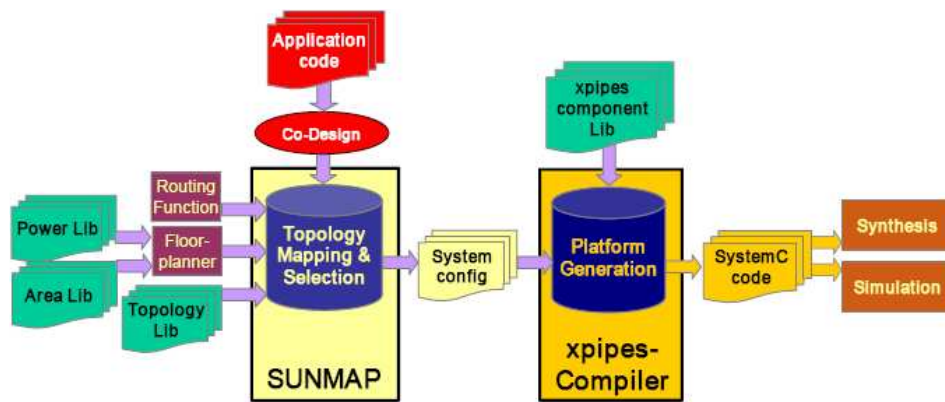 Application
code
Co-Design
xpipes
component
Lib
Routing
Function
Power Lib
Floor-
planner
Area Lib
Topology
Lib
Topology
Mapping &
Selection
SUNMAP
System
config
Platform
Generation
xpipes-
Compiler
SystemC
code
Synthesis
Simulation